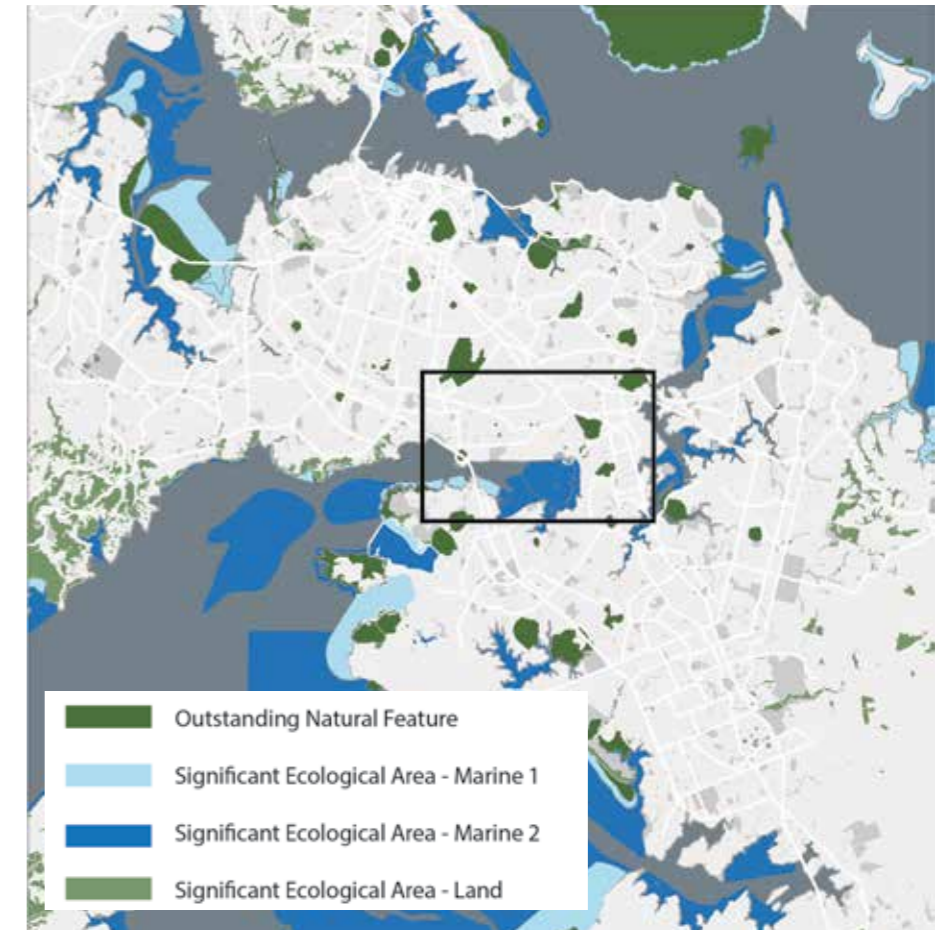 Outstanding Natural Feature
Significant Ecological Area - Marine 1
Significant Ecological Area - Marine 2
Significant Ecological Area - Land